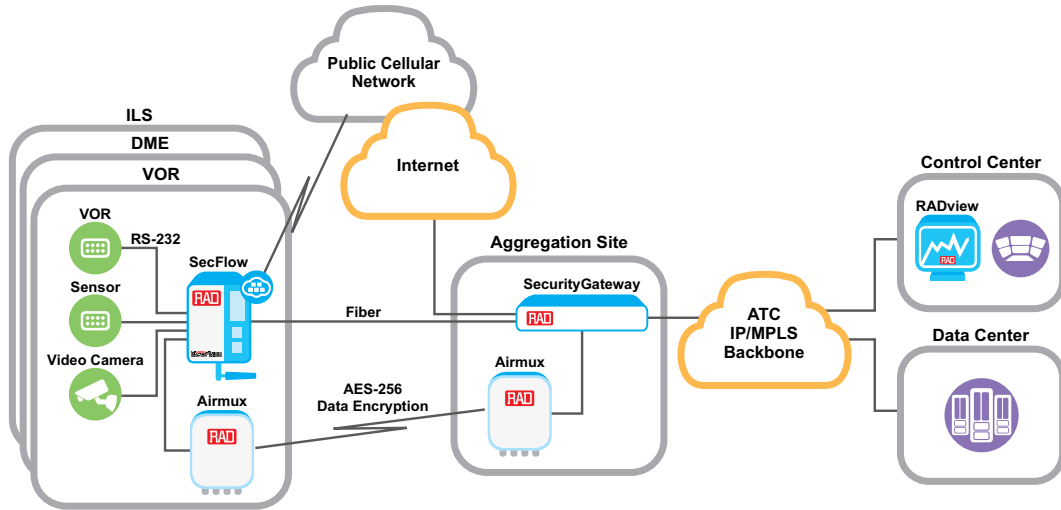 Public Cellular
Network
Internet
ILS
DME
VOR
VOR
RS-232
SecFlow
RAD
Sensor
Video Camera
Airmux
RAD
Fiber
AES-256
Data Encryption
Aggregation Site
SecurityGateway
RAD
Airmux
RAD
ATC
IP/MPLS
Backbone
Control Center
RADview
RAD
Data Center